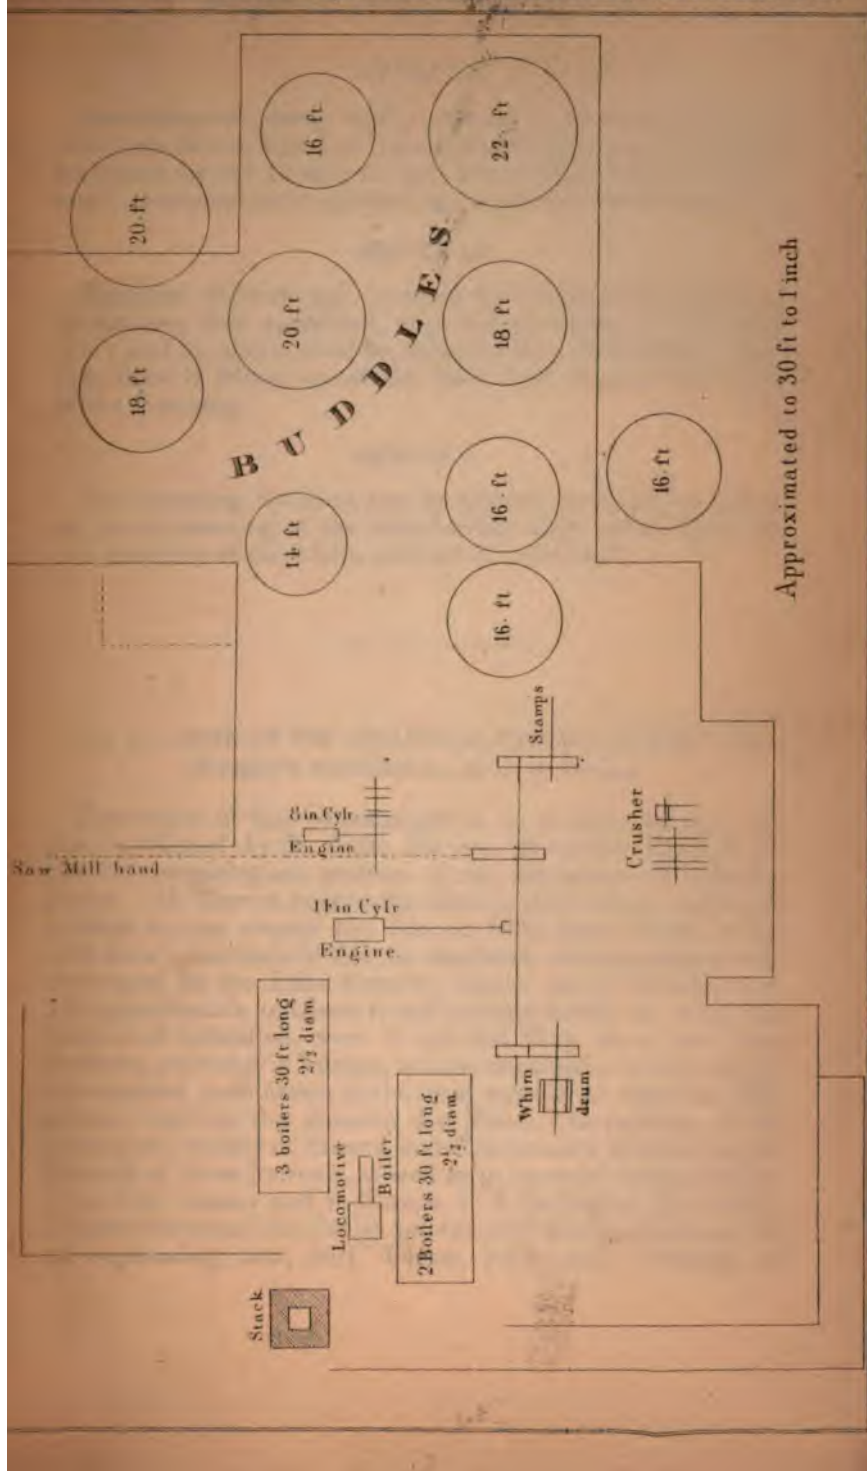 20·ft
16 ft.
22· ft
18·ft
20·ft
18·ft
BUDDLES
14 ft
16· ft
16· ft
16· ft
Approximated to 30 ft to 1 inch
Stamps
8 in Cylr
Engine
Saw Mill band.
14 in Cylr
Engine.
Crusher
3 boilers 30 ft long
2½ diam
Locomotive
Boiler.
2 Boilers 30 ft long
2½ diam.
Whim
drum
Stack